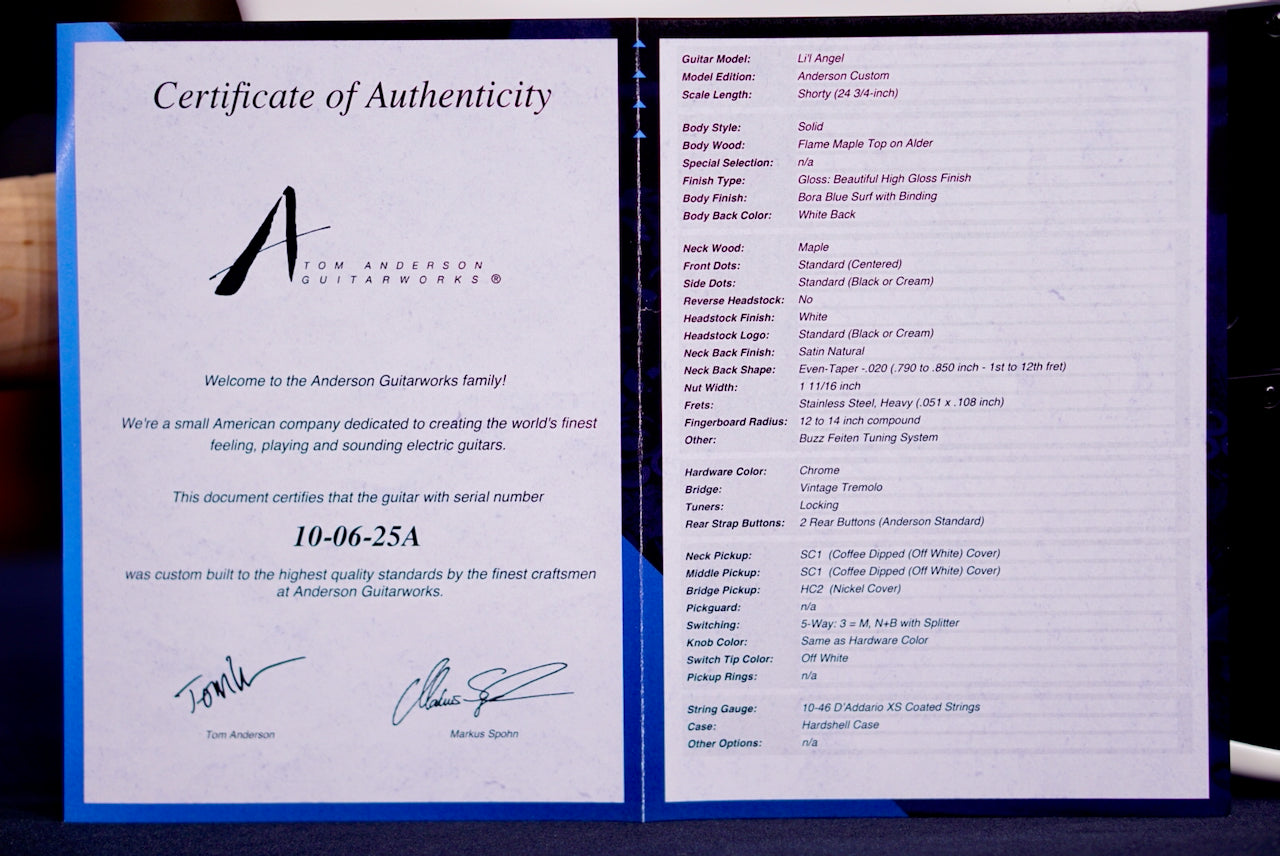 Certificate of Authenticity
A
TOM ANDERSON
GUITARWORKS ®
Welcome to the Anderson Guitarworks family!
We're a small American company dedicated to creating the world's finest
feeling, playing and sounding electric guitars.
This document certifies that the guitar with serial number
10-06-25A
was custom built to the highest quality standards by the finest craftsmen
at Anderson Guitarworks.
Tom Anderson
Markus Spohn
Guitar Model: Li'l Angel
Model Edition: Anderson Custom
Scale Length: Shorty (24 3/4-inch)
Body Style: Solid
Body Wood: Flame Maple Top on Alder
Special Selection: n/a
Finish Type: Gloss: Beautiful High Gloss Finish
Body Finish: Bora Blue Surf with Binding
Body Back Color: White Back
Neck Wood: Maple
Front Dots: Standard (Centered)
Side Dots: Standard (Black or Cream)
Reverse Headstock: No
Headstock Finish: White
Headstock Logo: Standard (Black or Cream)
Neck Back Finish: Satin Natural
Neck Back Shape: Even-Taper -.020 (.790 to .850 inch - 1st to 12th fret)
Nut Width: 1 11/16 inch
Frets: Stainless Steel, Heavy (.051 x .108 inch)
Fingerboard Radius: 12 to 14 inch compound
Other: Buzz Feiten Tuning System
Hardware Color: Chrome
Bridge: Vintage Tremolo
Tuners: Locking
Rear Strap Buttons: 2 Rear Buttons (Anderson Standard)
Neck Pickup: SC1 (Coffee Dipped (Off White) Cover)
Middle Pickup: SC1 (Coffee Dipped (Off White) Cover)
Bridge Pickup: HC2 (Nickel Cover)
Pickguard: n/a
Switching: 5-Way: 3 = M, N+B with Splitter
Knob Color: Same as Hardware Color
Switch Tip Color: Off White
Pickup Rings: n/a
String Gauge: 10-46 D'Addario XS Coated Strings
Case: Hardshell Case
Other Options: n/a